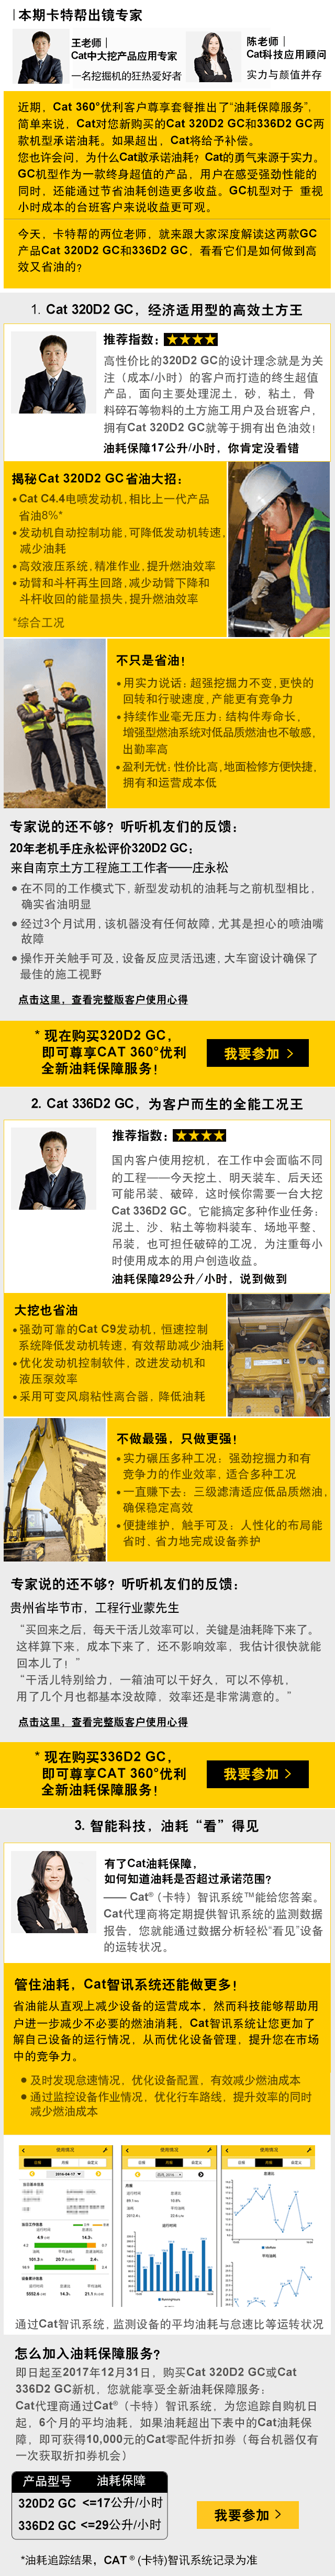 本期卡特帮出镜专家
王老师
Cat中大挖产品应用专家
一名挖掘机的狂热爱好者
陈老师
Cat科技应用顾问
实力与颜值并存
近期，Cat 360°优利客户尊享套餐推出了“油耗保障服务”，
简单来说，Cat对您新购买的Cat 320D2 GC和336D2 GC两
款机型承诺油耗。如果超出，Cat将给予补偿。
您也许会问，为什么Cat敢承诺油耗？Cat的勇气来源于实力。
GC机型作为一款终身超值的产品，用户在感受强劲性能的
同时，还能通过节省油耗创造更多收益。GC机型对于 重视
小时成本的台班客户来说收益更可观。
今天，卡特帮的两位老师，就来跟大家深度解读这两款GC
产品Cat 320D2 GC和336D2 GC，看看它们是如何做到高
效又省油的？
1. Cat 320D2 GC，经济适用型的高效土方王
推荐指数：★★★★
高性价比的320D2 GC的设计理念就是为关
注（成本/小时）的客户而打造的终生超值
产品，面向主要处理泥土，砂，粘土，骨
料碎石等物料的土方施工用户及台班客户，
拥有Cat 320D2 GC就等于拥有出色油效！
油耗保障17公升/小时，你肯定没看错
揭秘Cat 320D2 GC省油大招：
• Cat C4.4电喷发动机，相比上一代产品
省油8%*
• 发动机自动控制功能，可降低发动机转速，
减少油耗
• 高效液压系统，精准作业，提升燃油效率
• 动臂和斗杆再生回路，减少动臂下降和
斗杆收回的能量损失，提升燃油效率
*综合工况
不只是省油！
• 用实力说话：超强挖掘力不变，更快的
回转和行驶速度，产能更有竞争力
• 持续作业毫无压力：结构件寿命长，
增强型燃油系统对低品质燃油也不敏感，
出勤率高
• 盈利无忧：性价比高，地面检修方便快捷，
拥有和运营成本低
专家说的还不够？听听机友们的反馈：
20年老机手庄永松评价320D2 GC：
来自南京土方工程施工工作者——庄永松
● 在不同的工作模式下，新型发动机的油耗与之前机型相比，
确实省油明显
● 经过3个月试用，该机器没有任何故障，尤其是担心的喷油嘴
故障
● 操作开关触手可及，设备反应灵活迅速，大车窗设计确保了
最佳的施工视野
点击这里，查看完整版客户使用心得
* 现在购买320D2 GC，
即可尊享CAT 360°优利
全新油耗保障服务！
我要参加 >
2. Cat 336D2 GC，为客户而生的全能工况王
推荐指数：★★★★
国内客户使用挖机，在工作中会面临不同
的工程——今天挖土，明天装车、后天还
可能吊装、破碎，这时候你需要一台大挖
Cat 336D2 GC。它能搞定多种作业任务：
泥土、沙、粘土等物料装车、场地平整、
吊装，也可担任破碎的工况，为注重每小
时使用成本的用户创造收益。
油耗保障29公升/小时，说到做到
大挖也省油
• 强劲可靠的Cat C9发动机，恒速控制
系统降低发动机转速，有效帮助减少油耗
• 优化发动机控制软件，改进发动机和
液压泵效率
• 采用可变风扇粘性离合器，降低油耗
不做最强，只做更强！
• 实力碾压多种工况：强劲挖掘力和有
竞争力的作业效率，适合多种工况
• 一直赚下去：三级滤清适应低品质燃油，
确保稳定高效
• 便捷维护，触手可及：人性化的布局能
省时、省力地完成设备养护
专家说的还不够？听听机友们的反馈：
贵州省毕节市，工程行业蒙先生
“买回来之后，每天干活儿效率可以，关键是油耗降下来了。
这样算下来，成本下来了，还不影响效率，我估计很快就能
回本儿了！”
“干活儿特别给力，一箱油可以干好久，可以不停机，
用了几个月也都基本没故障，效率还是非常满意的。”
点击这里，查看完整版客户使用心得
* 现在购买336D2 GC，
即可尊享CAT 360°优利
全新油耗保障服务！
我要参加 >
3. 智能科技，油耗“看”得见
有了Cat油耗保障，
如何知道油耗是否超过承诺范围？
—— Cat®（卡特）智讯系统™能给您答案。
Cat代理商将定期提供智讯系统的监测数据
报告，您就能通过数据分析轻松“看见”设备
的运转状况。
管住油耗，Cat智讯系统还能做更多！
省油能从直观上减少设备的运营成本，然而科技能够帮助用
户进一步减少不必要的燃油消耗，Cat智讯系统让您更加了
解自己设备的运行情况，从而优化设备管理，提升您在市场
中的竞争力。
● 及时发现怠速情况，优化设备配置，有效减少燃油成本
● 通过监控设备作业情况，优化行车路线，提升效率的同时
减少燃油成本
使用情况
使用情况
使用情况
2016-04-17
通过Cat智讯系统，监测设备的平均油耗与怠速比等运转状况
怎么加入油耗保障服务？
即日起至2017年12月31日，购买Cat 320D2 GC或Cat
336D2 GC新机，您就能享受全新油耗保障服务：
Cat代理商通过Cat®（卡特）智讯系统，为您追踪自购机日
起，6个月的平均油耗，如果油耗超出下表中的Cat油耗保
障，即可获得10,000元的Cat零配件折扣券（每台机器仅有
一次获取折扣券机会）
产品型号 油耗保障
320D2 GC <=17公升/小时
336D2 GC <=29公升/小时
我要参加 >
*油耗追踪结果，CAT ®（卡特）智讯系统记录为准